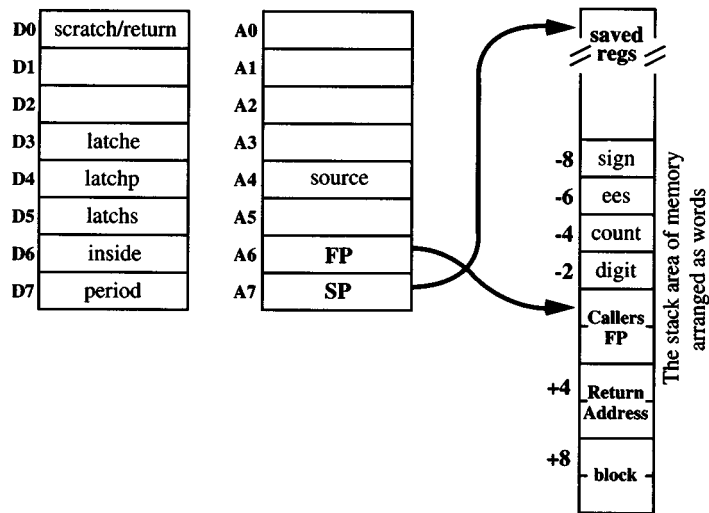 D0 scratch/return
D1
D2
D3 latche
D4 latchp
D5 latchs
D6 inside
D7 period
A0
A1
A2
A3
A4 source
A5
A6 FP
A7 SP
saved
regs
-8 sign
-6 ees
-4 count
-2 digit
Callers
FP
+4 Return
Address
+8 block
The stack area of memory
arranged as words